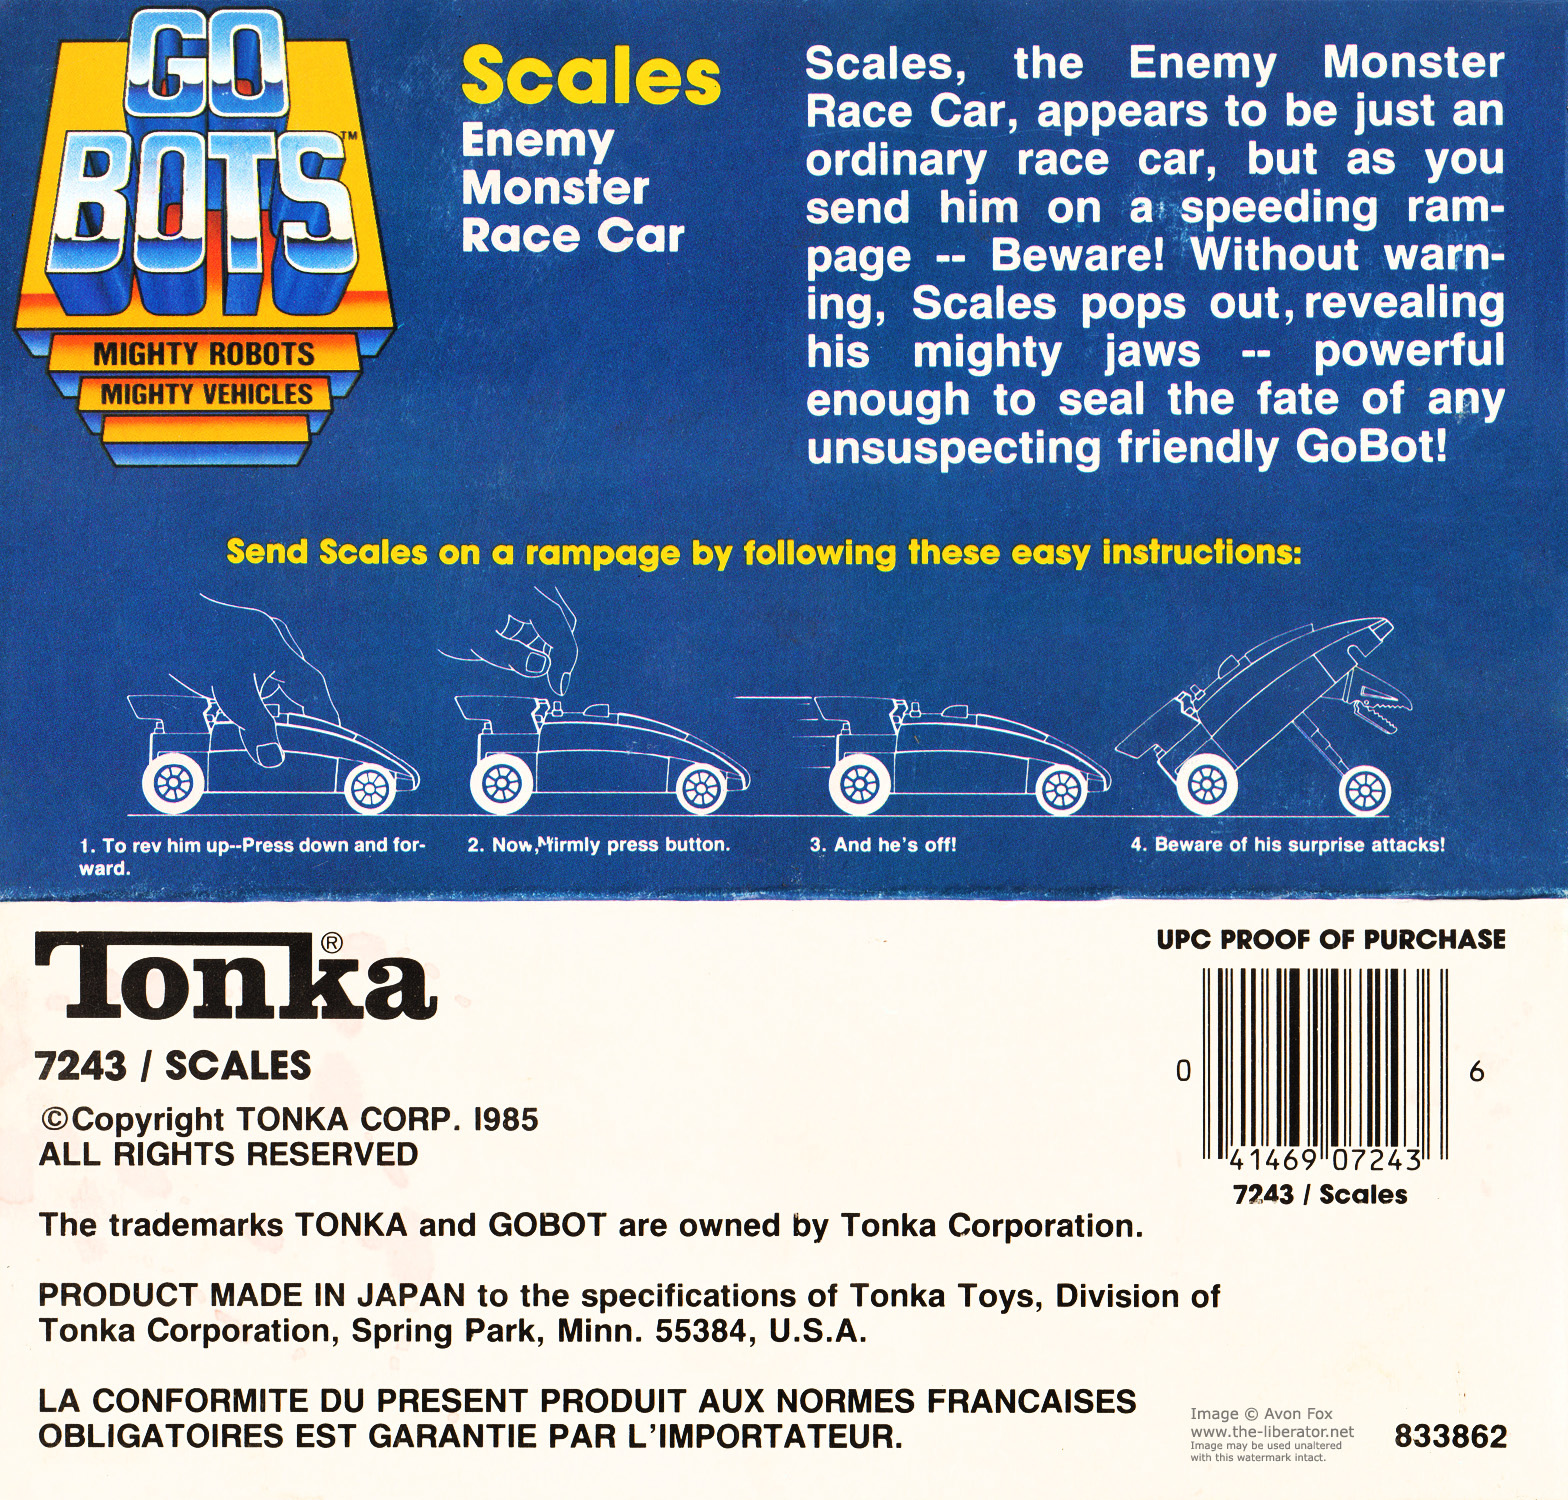 GO
BOTS™
MIGHTY ROBOTS
MIGHTY VEHICLES
Scales
Enemy
Monster
Race Car
Scales, the Enemy Monster
Race Car, appears to be just an
ordinary race car, but as you
send him on a speeding ram-
page -- Beware! Without warn-
ing, Scales pops out, revealing
his mighty jaws -- powerful
enough to seal the fate of any
unsuspecting friendly GoBot!
Send Scales on a rampage by following these easy instructions:
1. To rev him up--Press down and for-
ward.
2. Now, firmly press button.
3. And he's off!
4. Beware of his surprise attacks!
Tonka®
7243 / SCALES
©Copyright TONKA CORP. 1985
ALL RIGHTS RESERVED
UPC PROOF OF PURCHASE
0 41469 07243 6
7243 / Scales
The trademarks TONKA and GOBOT are owned by Tonka Corporation.
PRODUCT MADE IN JAPAN to the specifications of Tonka Toys, Division of
Tonka Corporation, Spring Park, Minn. 55384, U.S.A.
LA CONFORMITE DU PRESENT PRODUIT AUX NORMES FRANCAISES
OBLIGATOIRES EST GARANTIE PAR L'IMPORTATEUR.
Image © Avon Fox
www.the-liberator.net
Image may be used unaltered
with this watermark intact.
833862